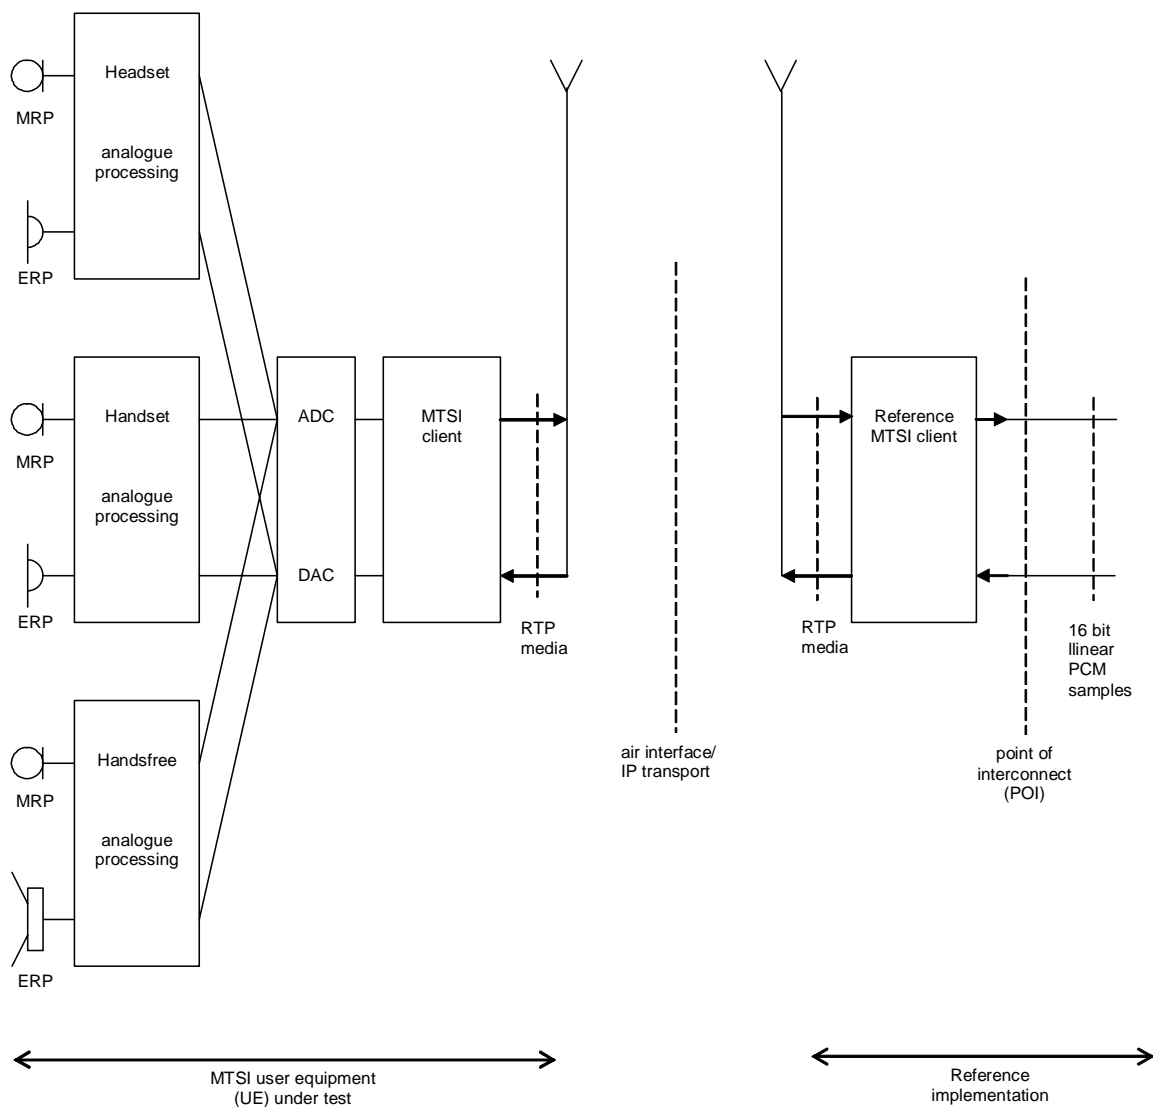 Headset
MRP
analogue
processing
ERP
Handset
MRP
analogue
processing
ERP
Handsfree
MRP
analogue
processing
ERP
ADC
DAC
MTSI
client
RTP
media
air interface/
IP transport
RTP
media
Reference
MTSI client
16 bit
llinear
PCM
samples
point of
interconnect
(POI)
MTSI user equipment
(UE) under test
Reference
implementation